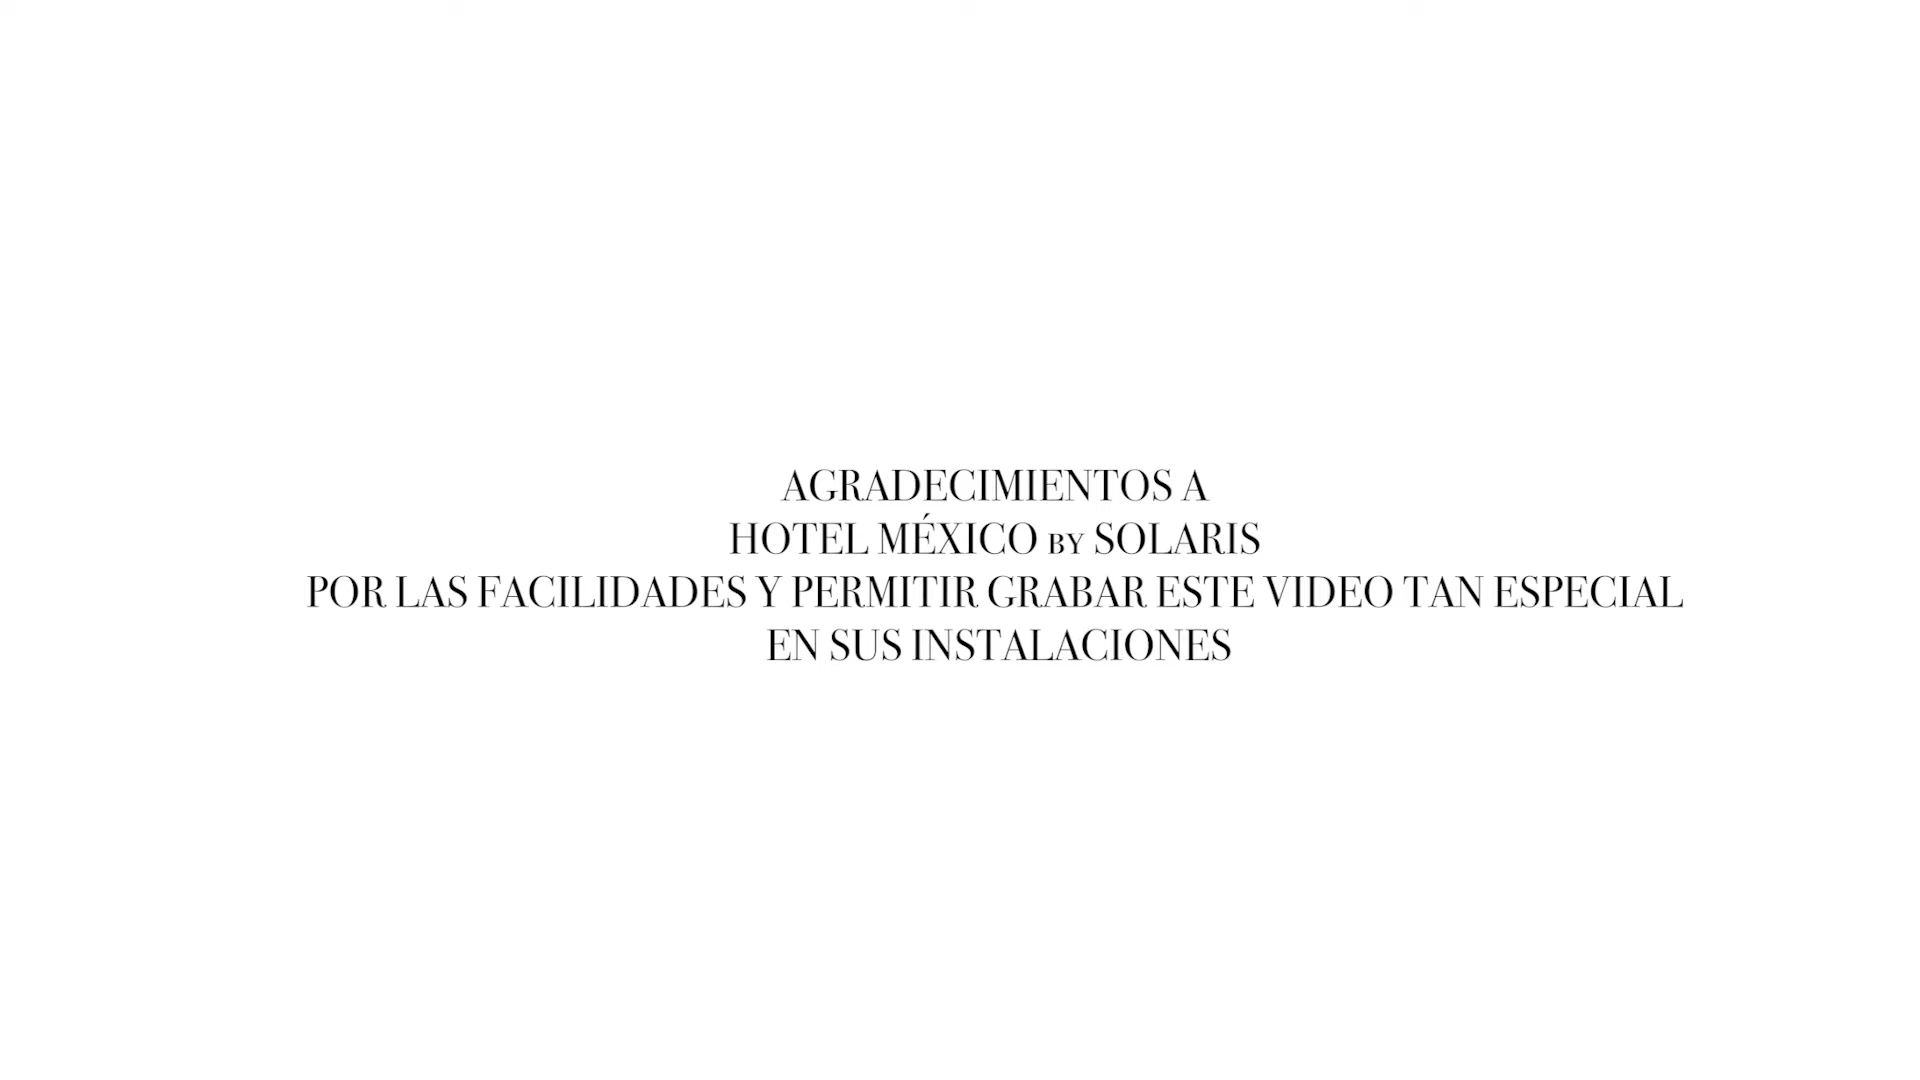 AGRADECIMIENTOS A
HOTEL MÉXICO BY SOLARIS
POR LAS FACILIDADES Y PERMITIR GRABAR ESTE VIDEO TAN ESPECIAL
EN SUS INSTALACIONES